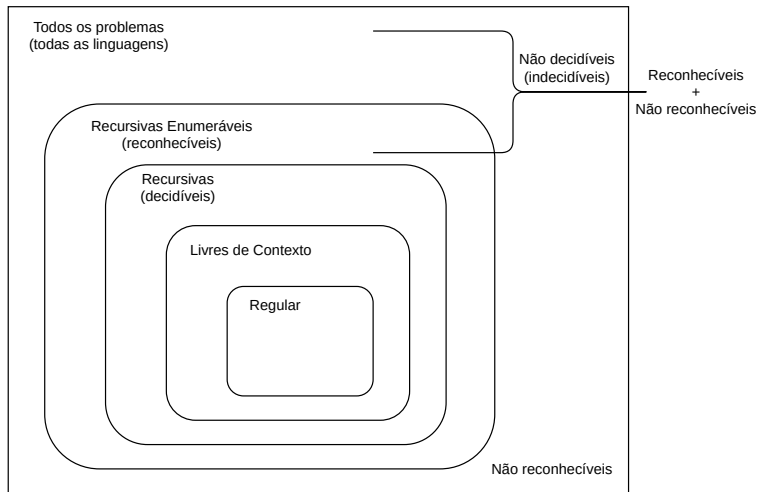 Todos os problemas
(todas as linguagens)
Não decidíveis
(indecidíveis)
Reconhecíveis
+
Não reconhecíveis
Recursivas Enumeráveis
(reconhecíveis)
Recursivas
(decidíveis)
Livres de Contexto
Regular
Não reconhecíveis